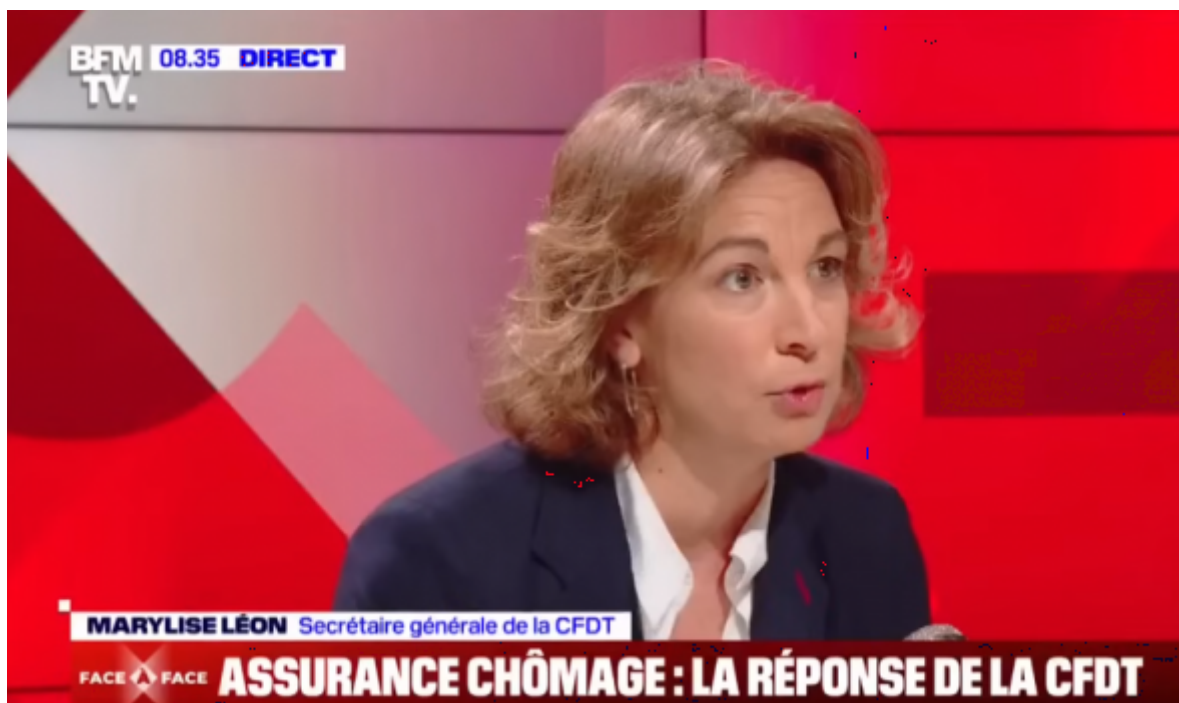 BFM 08.35 DIRECT
TV.
MARYLISE LÉON Secrétaire générale de la CFDT
FACE A FACE ASSURANCE CHÔMAGE : LA RÉPONSE DE LA CFDT